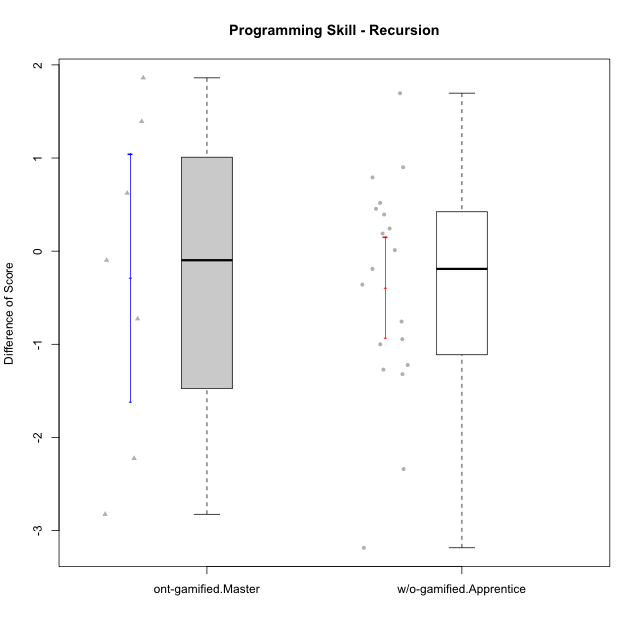 Programming Skill - Recursion
Difference of Score
2
1
0
-1
-2
-3
ont-gamified.Master
w/o-gamified.Apprentice